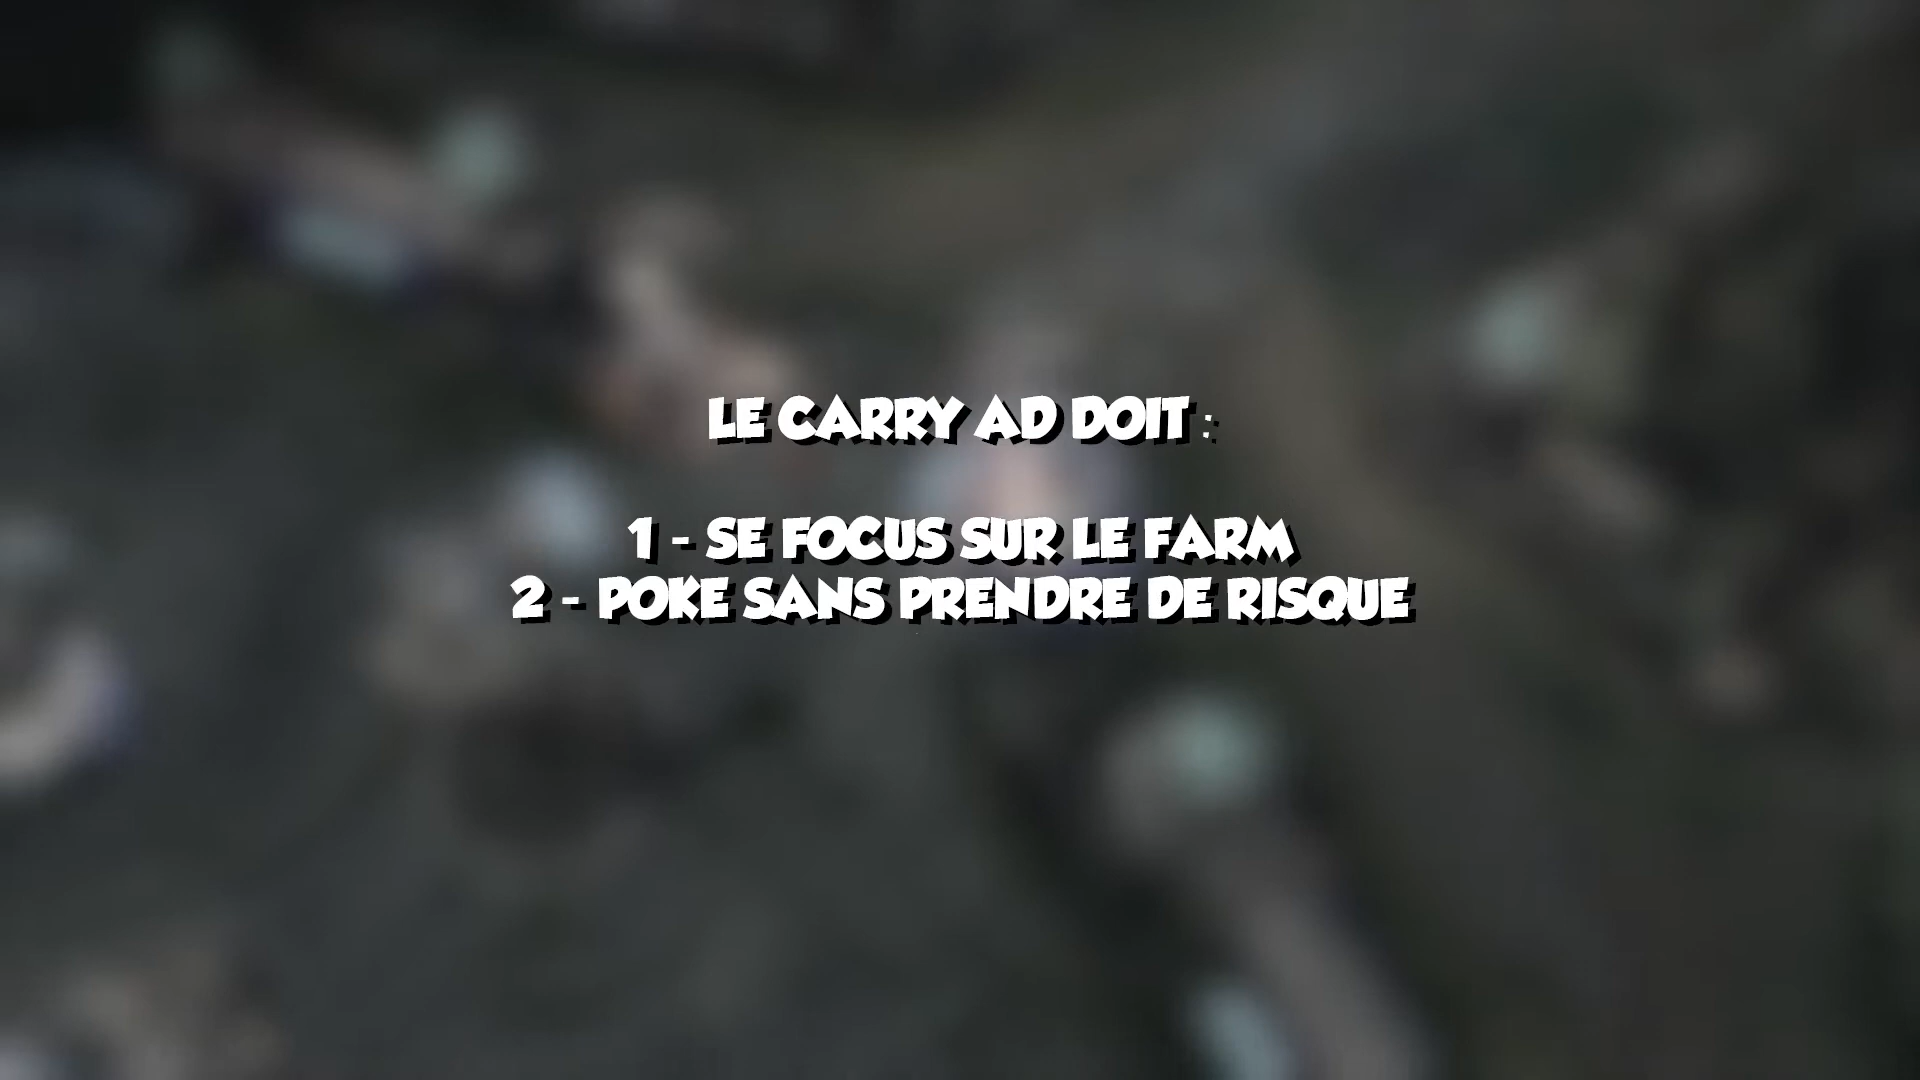 LE CARRY AD DOIT :
1 - SE FOCUS SUR LE FARM
2 - POKE SANS PRENDRE DE RISQUE